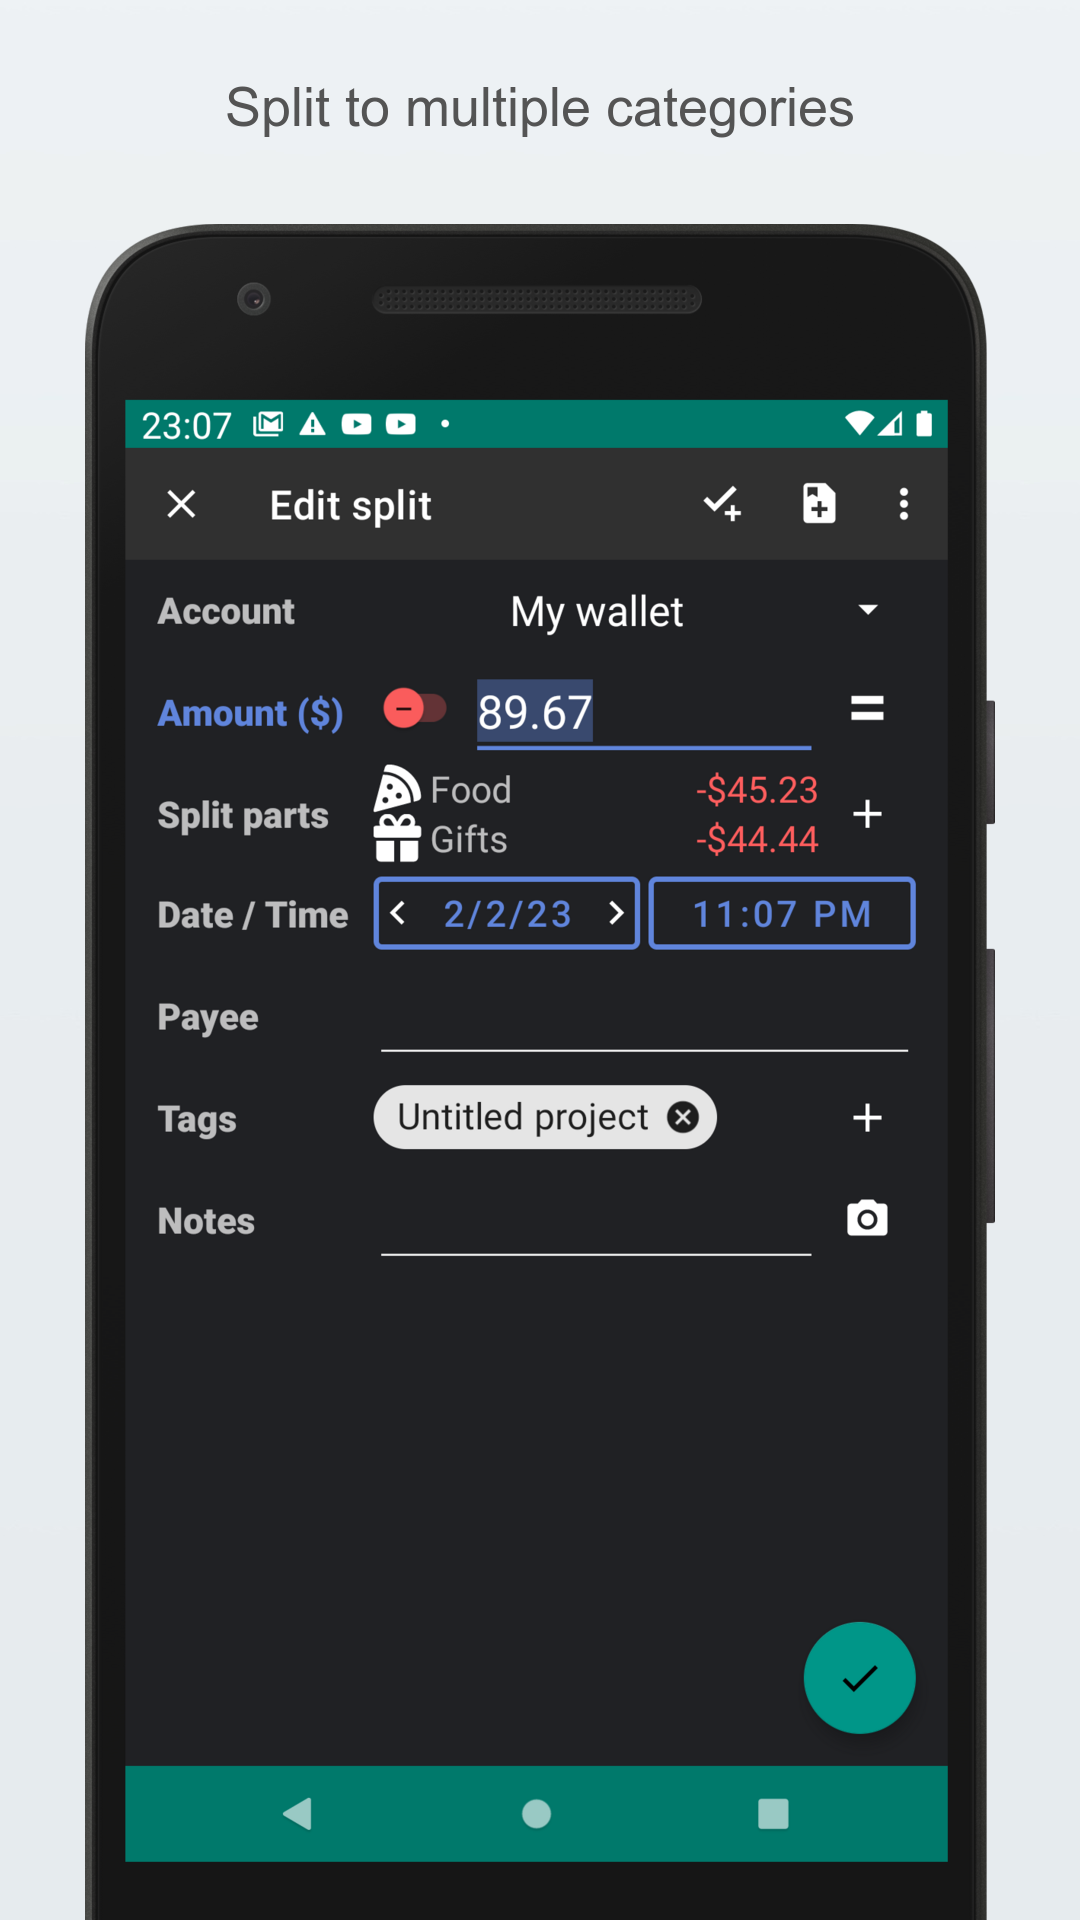 Split to multiple categories
23:07
Edit split
Account My wallet
Amount ($) 89.67
Food -$45.23
Split parts
Gifts -$44.44
Date / Time 2/2/23 11:07 PM
Payee
Tags Untitled project
Notes